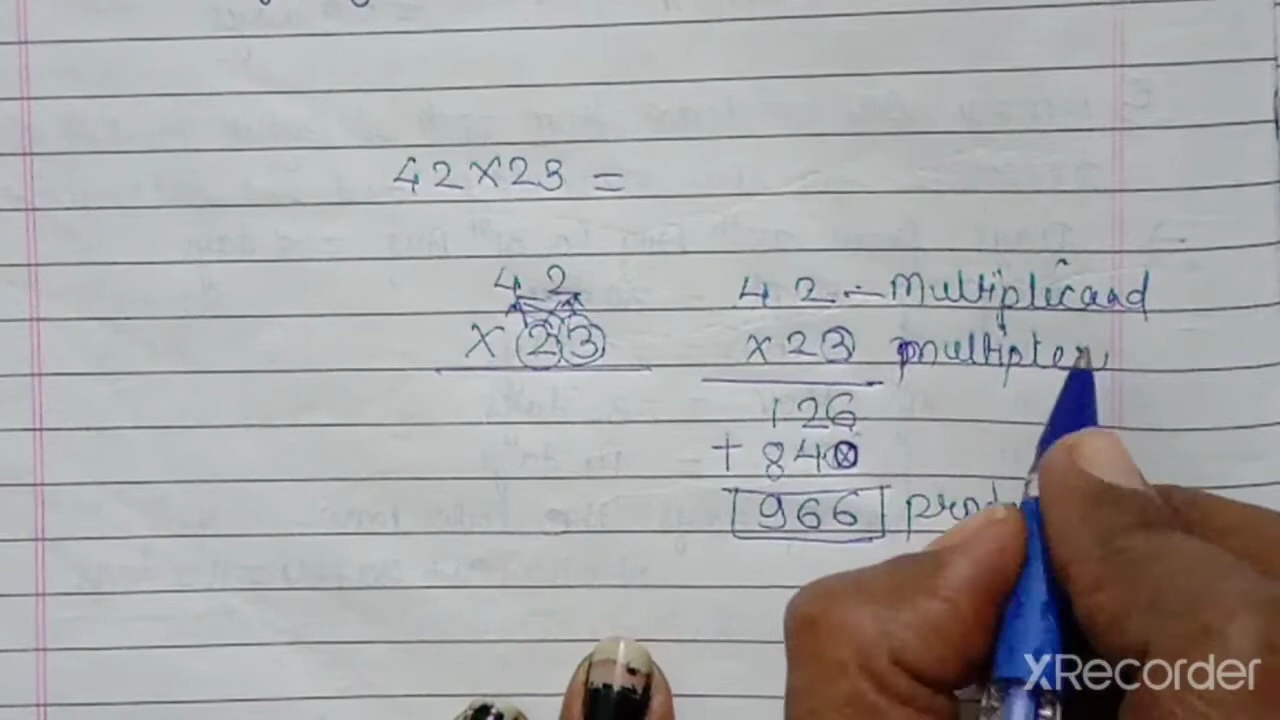 42×23 =
42
× 23
42 - Multiplicand
× 23 multiplier
126
+ 840
966
XRecorder